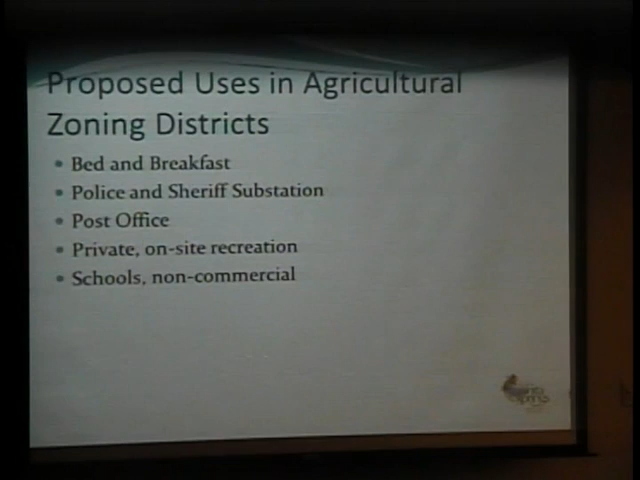 Proposed Uses in Agricultural
Zoning Districts
• Bed and Breakfast
• Police and Sheriff Substation
• Post Office
• Private, on-site recreation
• Schools, non-commercial